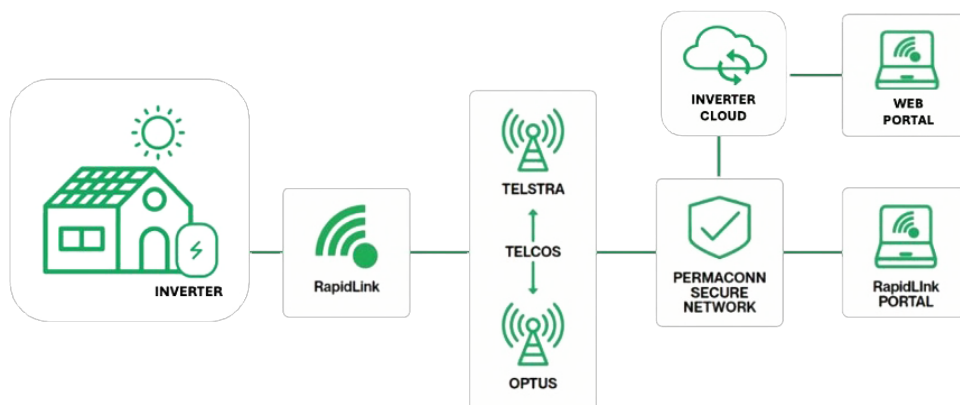 INVERTER
RapidLink
TELSTRA
TELCOS
OPTUS
INVERTER
CLOUD
PERMACONN
SECURE
NETWORK
WEB
PORTAL
RapidLInk
PORTAL